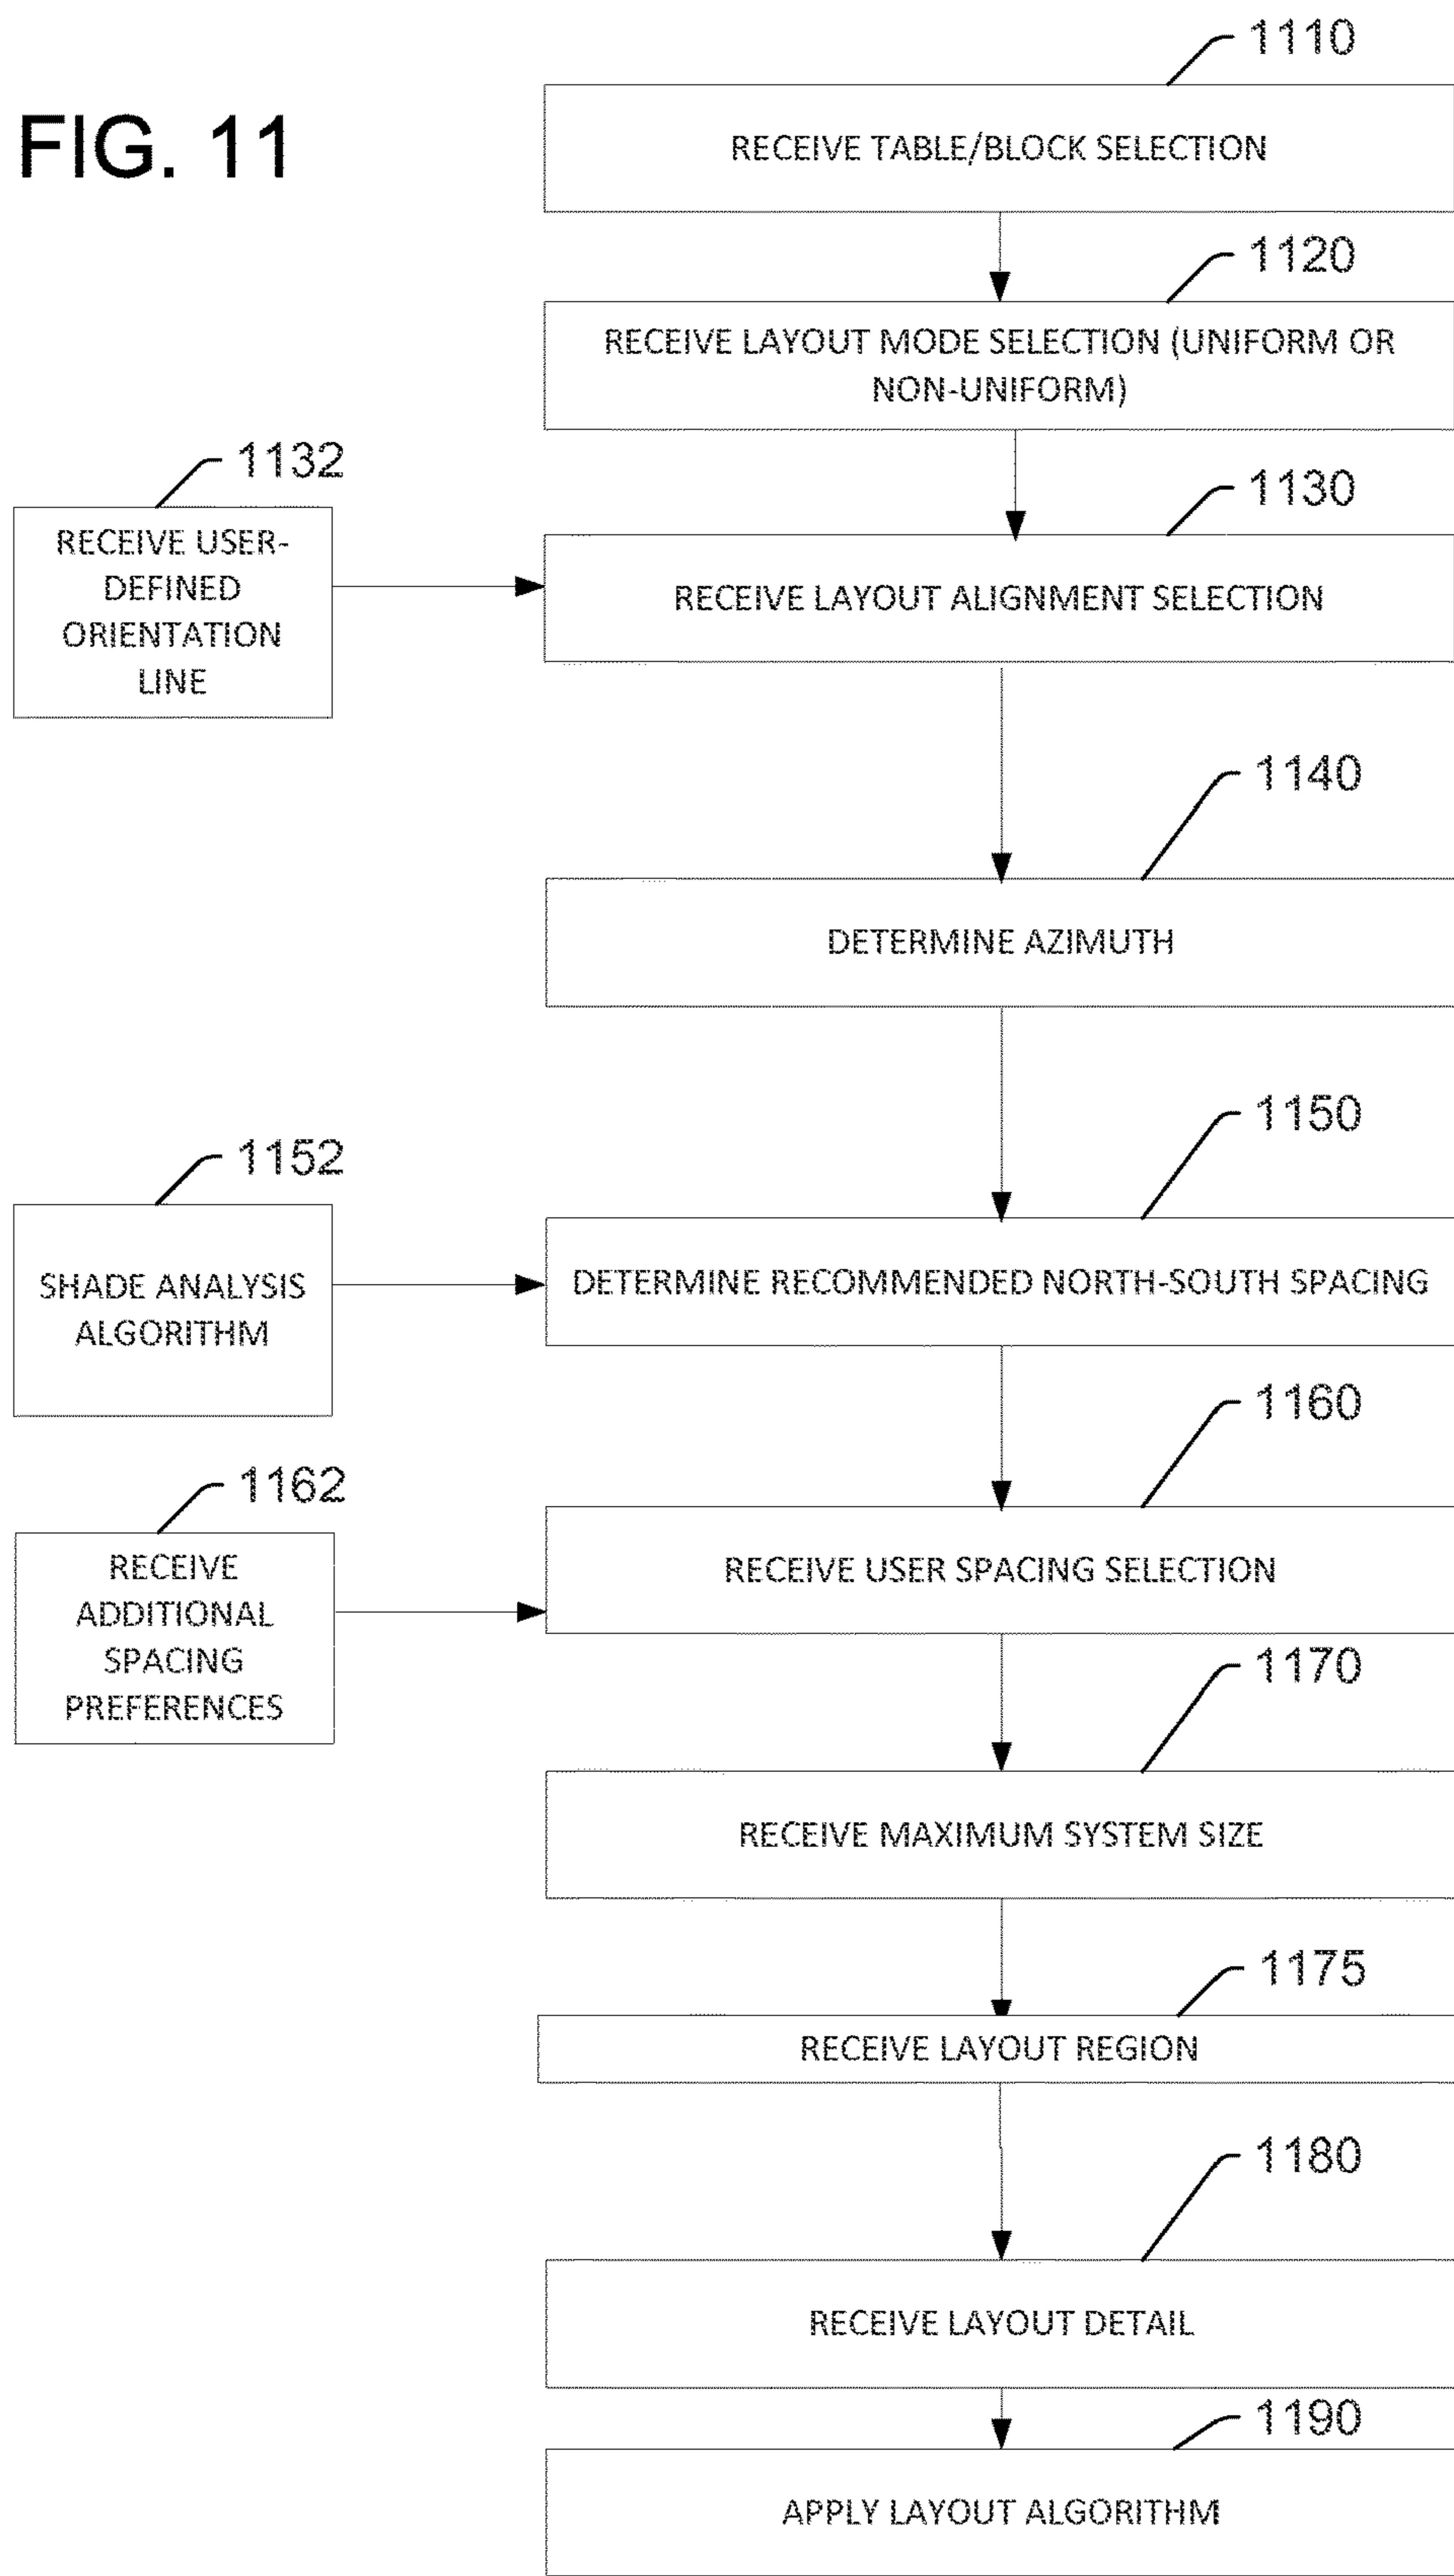 1110
FIG. 11
RECEIVE TABLE/BLOCK SELECTION
1120
RECEIVE LAYOUT MODE SELECTION (UNIFORM OR
NON-UNIFORM)
1132
1130
RECEIVE USER-
DEFINED
ORIENTATION
LINE
RECEIVE LAYOUT ALIGNMENT SELECTION
1140
DETERMINE AZIMUTH
1150
1152
SHADE ANALYSIS
ALGORITHM
DETERMINE RECOMMENDED NORTH-SOUTH SPACING
1160
1162
RECEIVE
ADDITIONAL
SPACING
PREFERENCES
RECEIVE USER SPACING SELECTION
1170
RECEIVE MAXIMUM SYSTEM SIZE
1175
RECEIVE LAYOUT REGION
1180
RECEIVE LAYOUT DETAIL
1190
APPLY LAYOUT ALGORITHM